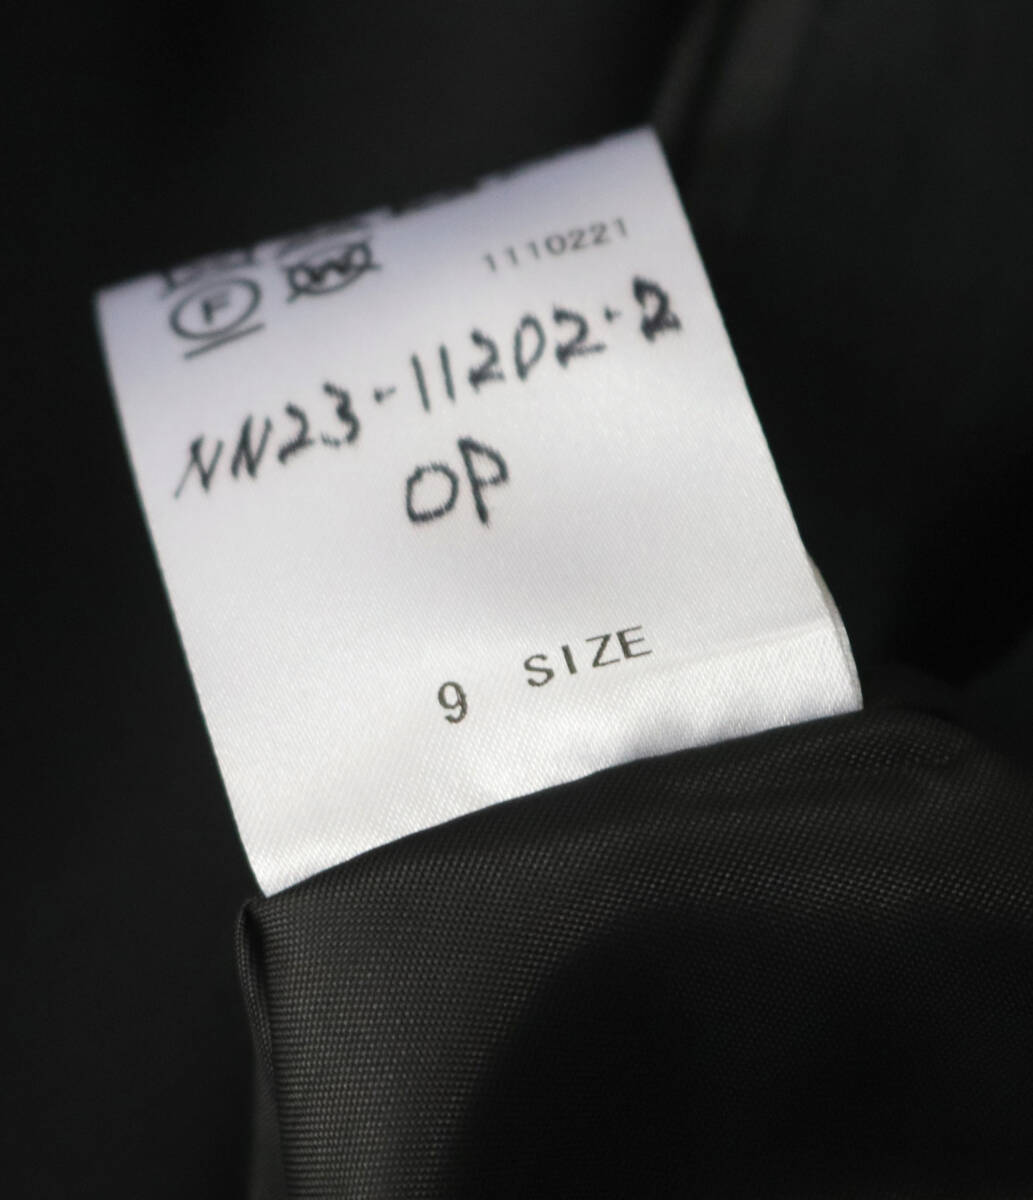 1110221
F W
NN23-11202-2
OP
9 SIZE